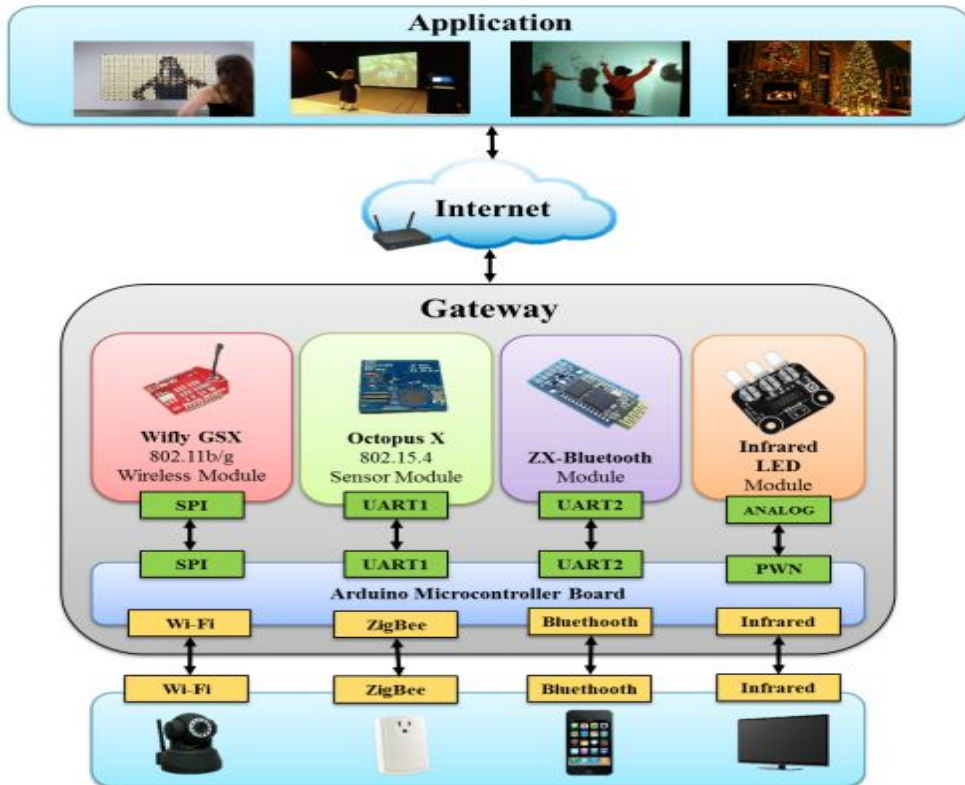 Application
Internet
Gateway
Wifly GSX
802.11b/g
Wireless Module
Octopus X
802.15.4
Sensor Module
ZX-Bluetooth
Module
Infrared
LED
Module
SPI
UART1
UART2
ANALOG
SPI
UART1
UART2
PWN
Arduino Microcontroller Board
Wi-Fi
ZigBee
Bluethooth
Infrared
Wi-Fi
ZigBee
Bluethooth
Infrared